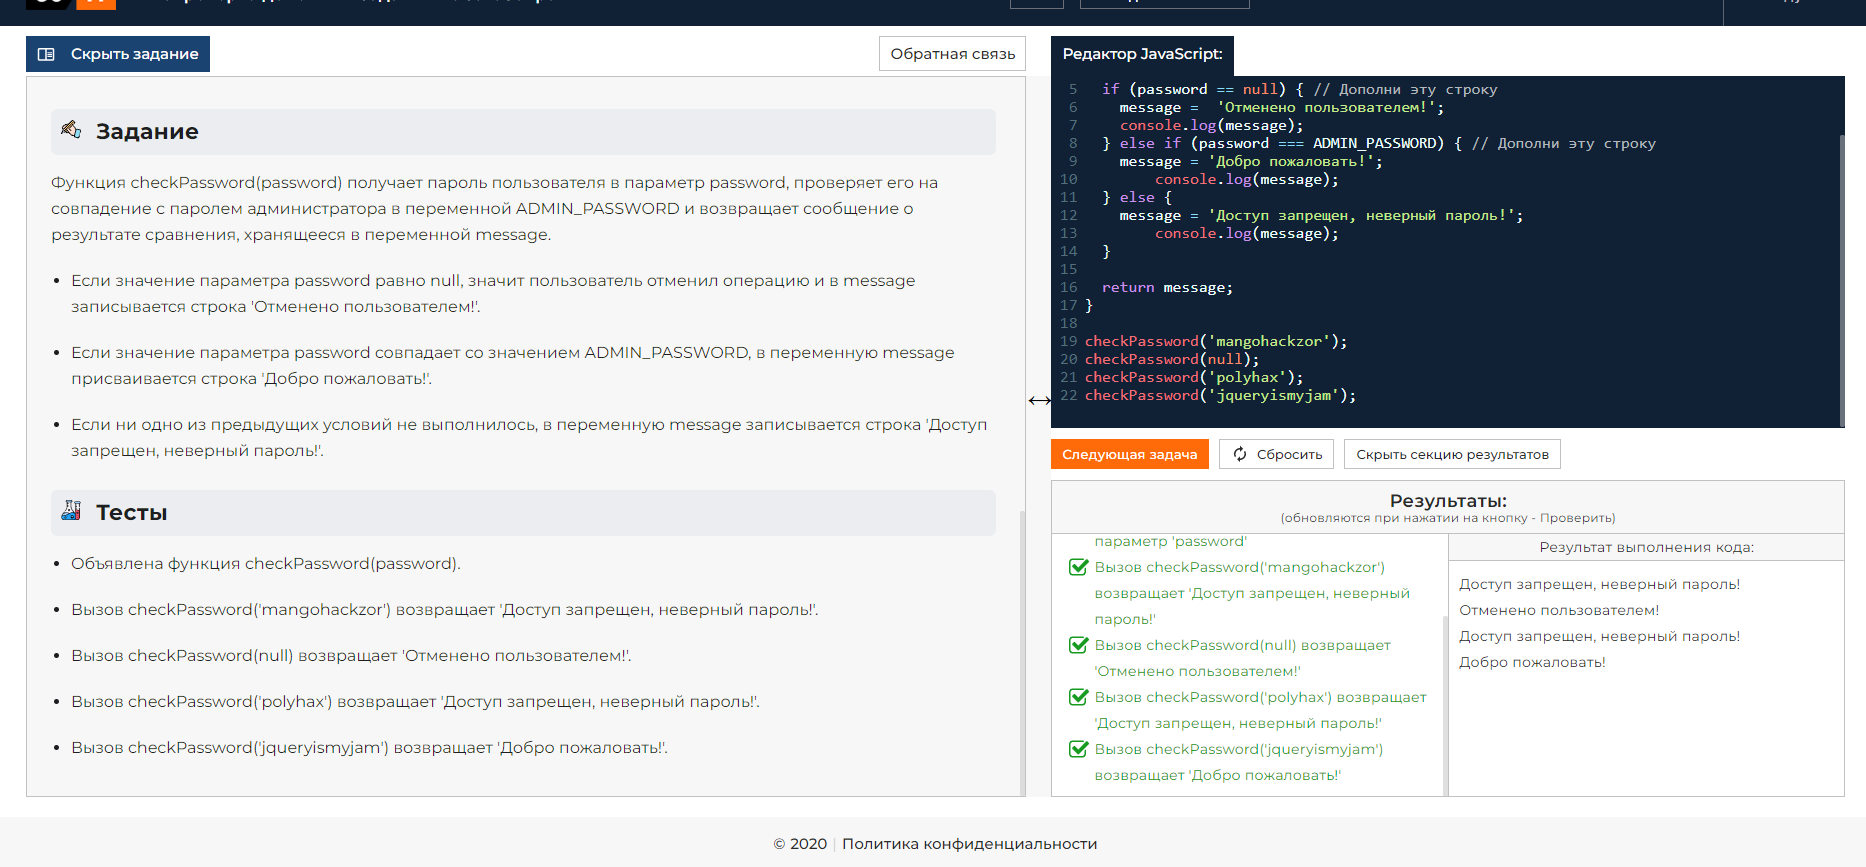 Скрыть задание
Обратная связь
Задание
Функция checkPassword(password) получает пароль пользователя в параметр password, проверяет его на
совпадение с паролем администратора в переменной ADMIN_PASSWORD и возвращает сообщение о
результате сравнения, хранящееся в переменной message.
• Если значение параметра password равно null, значит пользователь отменил операцию и в message
записывается строка 'Отменено пользователем!'.
• Если значение параметра password совпадает со значением ADMIN_PASSWORD, в переменную message
присваивается строка 'Добро пожаловать!'.
• Если ни одно из предыдущих условий не выполнилось, в переменную message записывается строка 'Доступ
запрещен, неверный пароль!'.
Тесты
• Объявлена функция checkPassword(password).
• Вызов checkPassword('mangohackzor') возвращает 'Доступ запрещен, неверный пароль!'.
• Вызов checkPassword(null) возвращает 'Отменено пользователем!'.
• Вызов checkPassword('polyhax') возвращает 'Доступ запрещен, неверный пароль!'.
• Вызов checkPassword('jqueryismyjam') возвращает 'Добро пожаловать!'.
Редактор JavaScript:
5 if (password == null) { // Дополни эту строку
6 message =  'Отменено пользователем!';
7 console.log(message);
8 } else if (password === ADMIN_PASSWORD) { // Дополни эту строку
9 message = 'Добро пожаловать!';
10 console.log(message);
11 } else {
12 message = 'Доступ запрещен, неверный пароль!';
13 console.log(message);
14 }
15
16 return message;
17 }
18
19 checkPassword('mangohackzor');
20 checkPassword(null);
21 checkPassword('polyhax');
22 checkPassword('jqueryismyjam');
Следующая задача
Сбросить
Скрыть секцию результатов
Результаты:
(обновляются при нажатии на кнопку - Проверить)
параметр 'password'
Вызов checkPassword('mangohackzor')
возвращает 'Доступ запрещен, неверный
пароль!'
Вызов checkPassword(null) возвращает
'Отменено пользователем!'
Вызов checkPassword('polyhax') возвращает
'Доступ запрещен, неверный пароль!'
Вызов checkPassword('jqueryismyjam')
возвращает 'Добро пожаловать!'
Результат выполнения кода:
Доступ запрещен, неверный пароль!
Отменено пользователем!
Доступ запрещен, неверный пароль!
Добро пожаловать!
© 2020 | Политика конфиденциальности